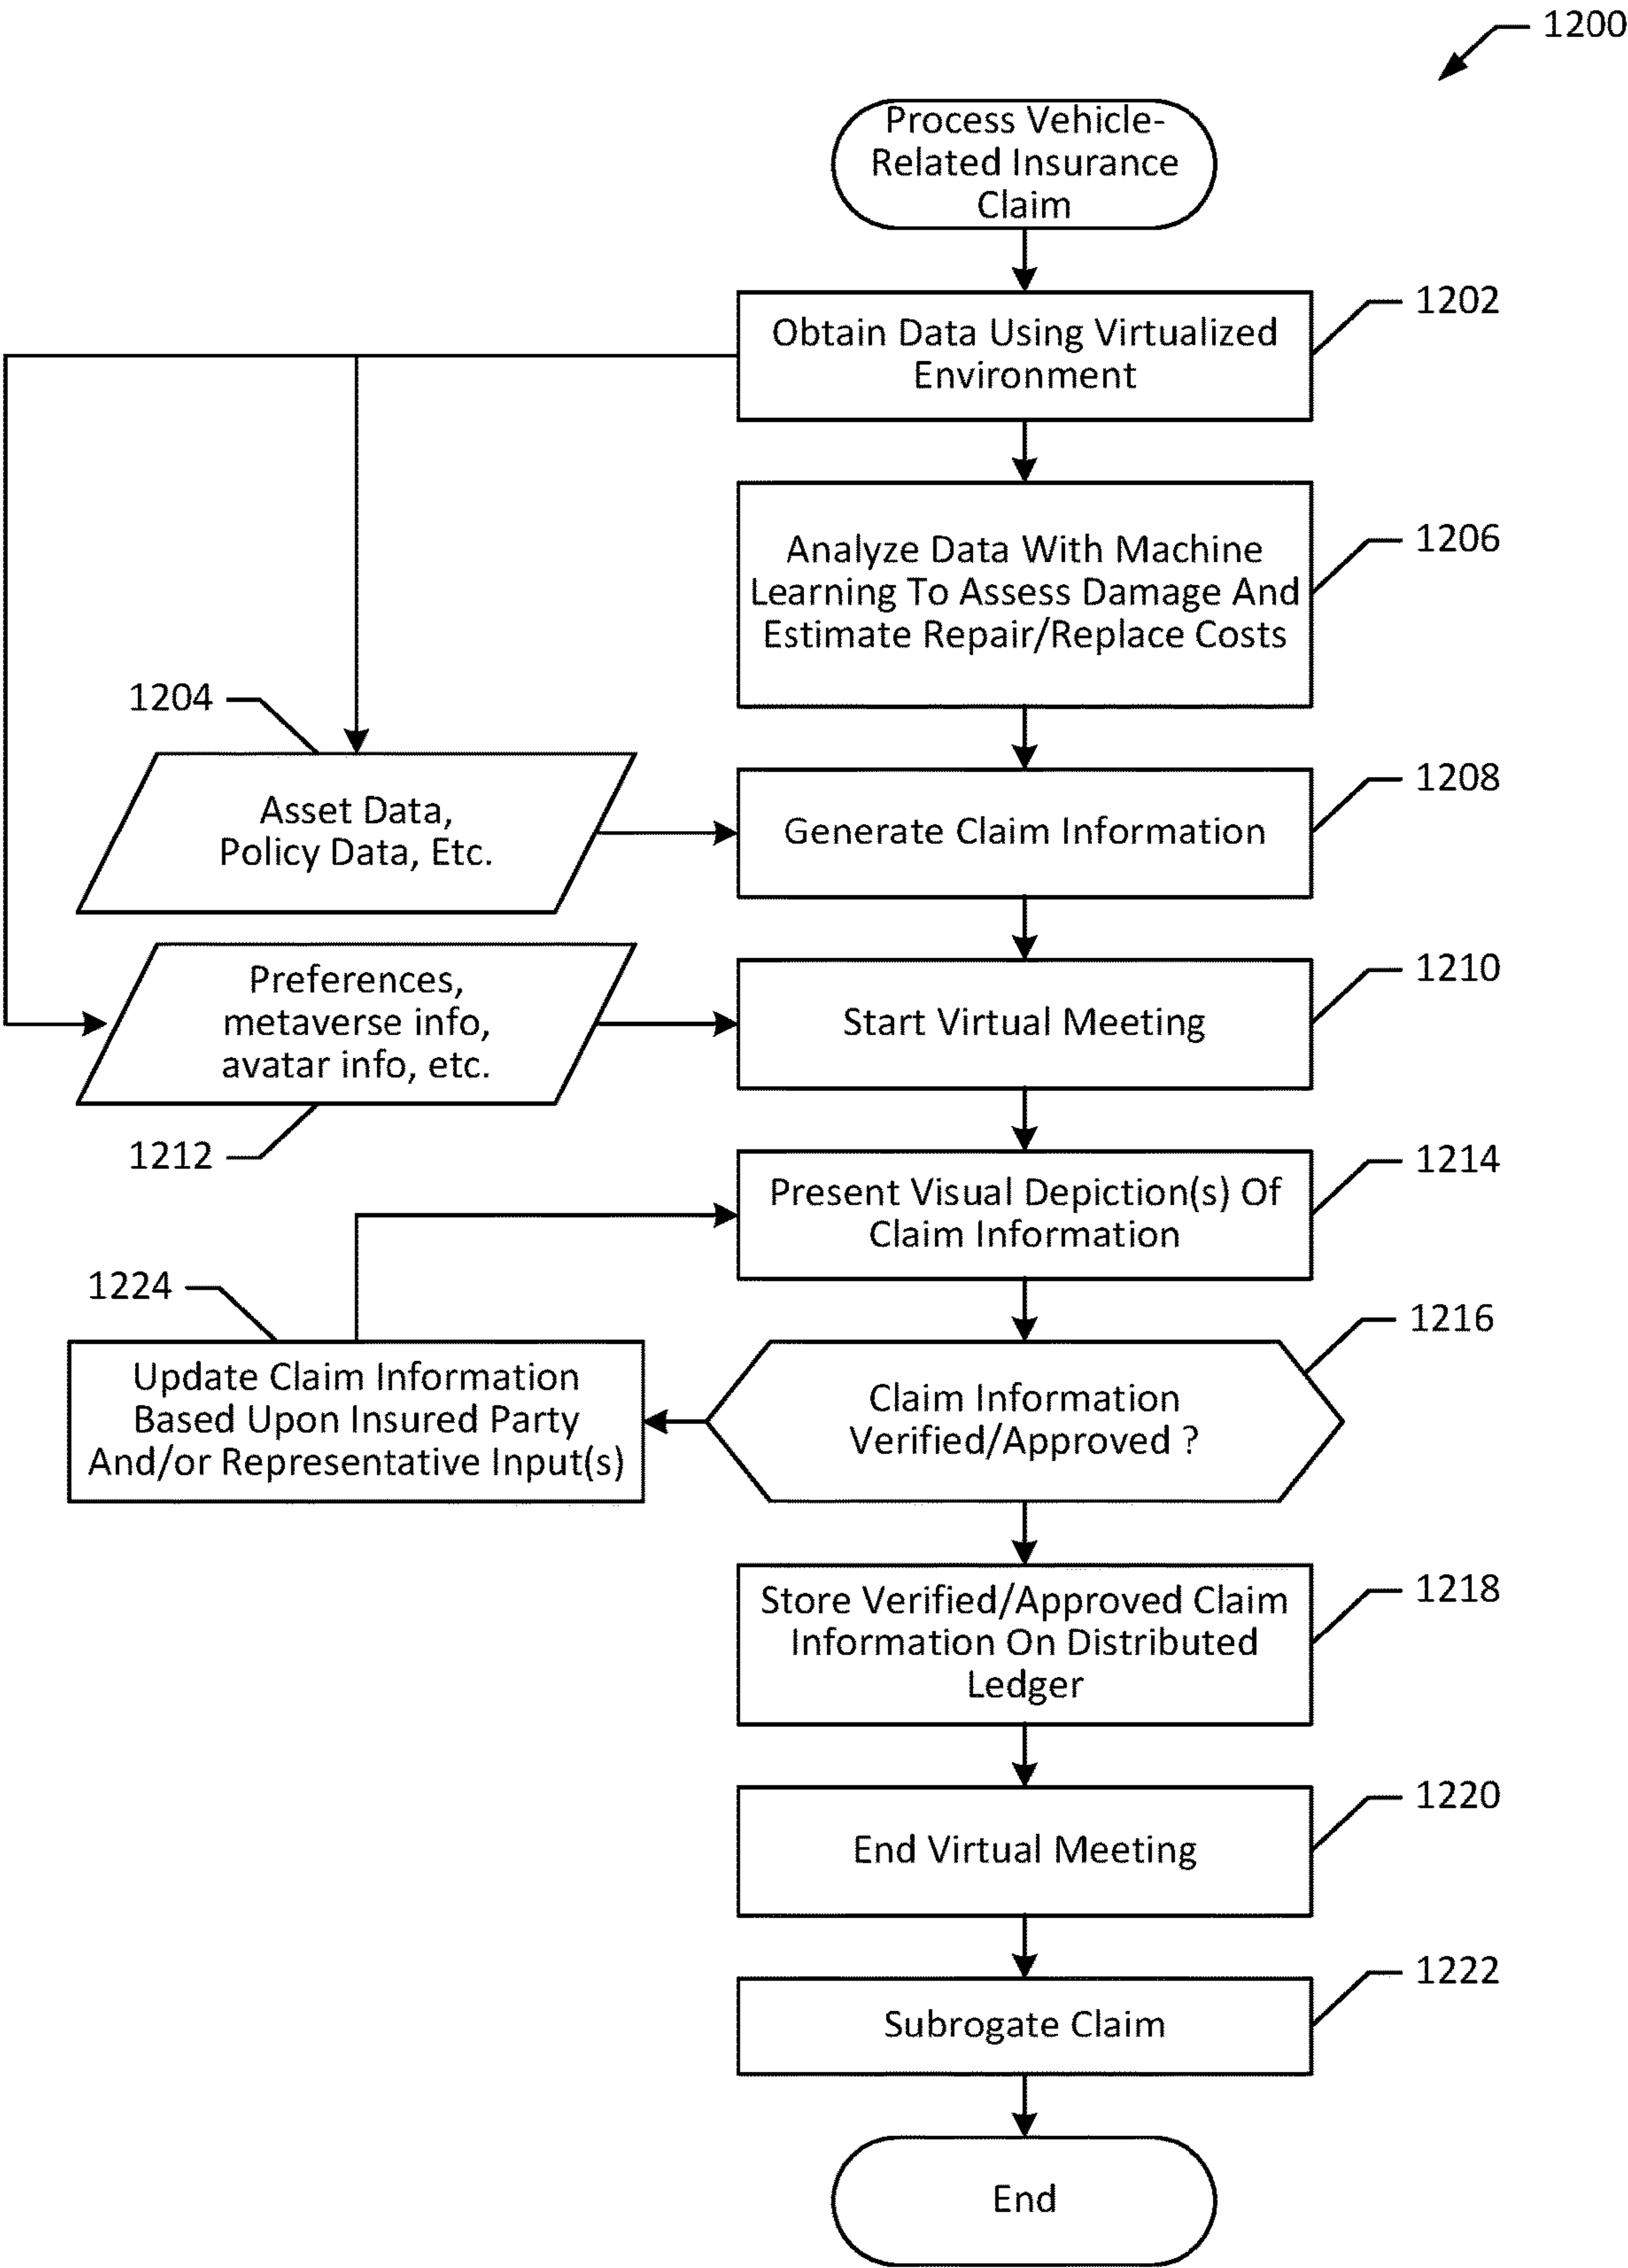 1200
Process Vehicle-
Related Insurance
Claim
1202
Obtain Data Using Virtualized
Environment
1206
Analyze Data With Machine
Learning To Assess Damage And
Estimate Repair/Replace Costs
1204
Asset Data,
Policy Data, Etc.
1208
Generate Claim Information
Preferences,
metaverse info,
avatar info, etc.
1212
1210
Start Virtual Meeting
1214
Present Visual Depiction(s) Of
Claim Information
1224
Update Claim Information
Based Upon Insured Party
And/or Representative Input(s)
1216
Claim Information
Verified/Approved ?
1218
Store Verified/Approved Claim
Information On Distributed
Ledger
1220
End Virtual Meeting
1222
Subrogate Claim
End